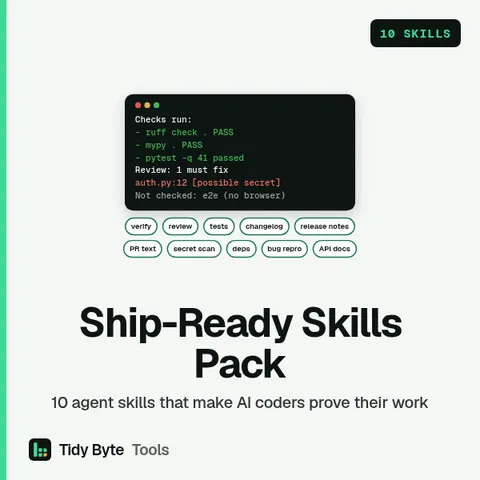 10 SKILLS
Checks run:
- ruff check . PASS
- mypy . PASS
- pytest -q 41 passed
Review: 1 must fix
auth.py:12 [possible secret]
Not checked: e2e (no browser)
verify review tests changelog release notes
PR text secret scan deps bug repro API docs
Ship-Ready Skills
Pack
10 agent skills that make AI coders prove their work
Tidy Byte Tools